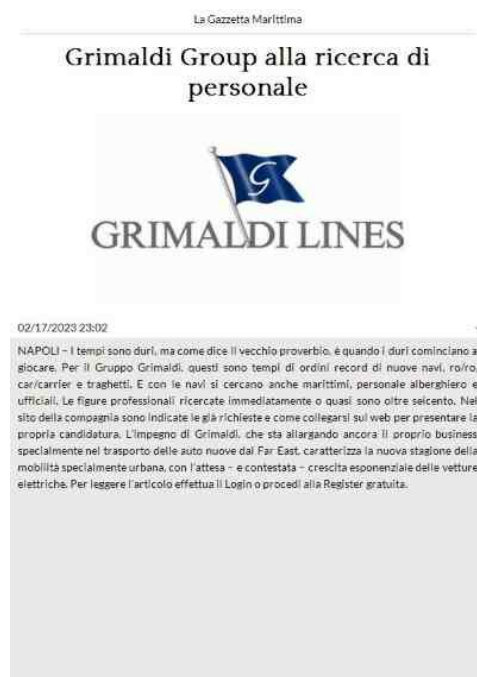 La Gazzetta Marittima
Grimaldi Group alla ricerca di
personale
G
GRIMALDI LINES
02/17/2023 23:02
NAPOLI – I tempi sono duri, ma come dice il vecchio proverbio, è quando i duri cominciano a
giocare. Per il Gruppo Grimaldi, questi sono tempi di ordini record di nuove navi, ro/ro,
car/carrier e traghetti. E con le navi si cercano anche marittimi, personale alberghiero e
ufficiali. Le figure professionali ricercate immediatamente o quasi sono oltre seicento. Nel
sito della compagnia sono indicate le già richieste e come collegarsi sul web per presentare la
propria candidatura. L'impegno di Grimaldi, che sta allargando ancora il proprio business
specialmente nel trasporto delle auto nuove dal Far East, caratterizza la nuova stagione della
mobilità specialmente urbana, con l'attesa – e contestata – crescita esponenziale delle vetture
elettriche. Per leggere l'articolo effettua il Login o procedi alla Register gratuita.